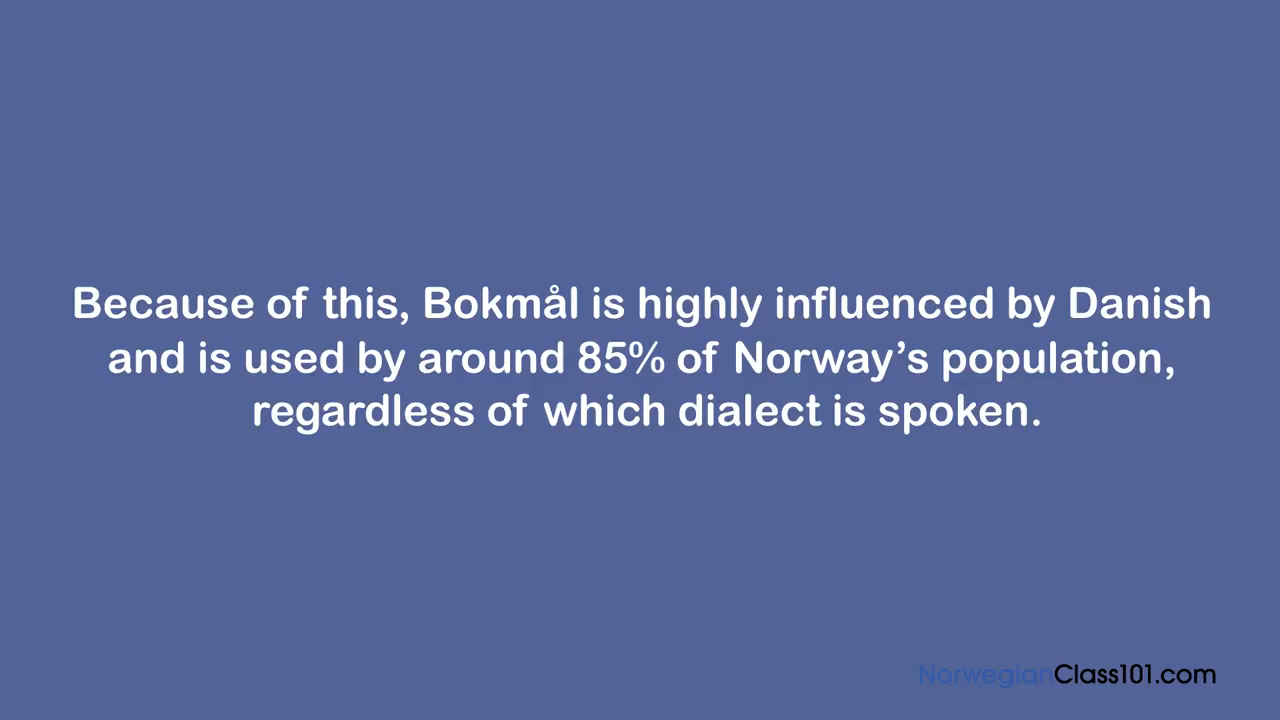 Because of this, Bokmål is highly influenced by Danish
and is used by around 85% of Norway’s population,
regardless of which dialect is spoken.
NorwegianClass101.com